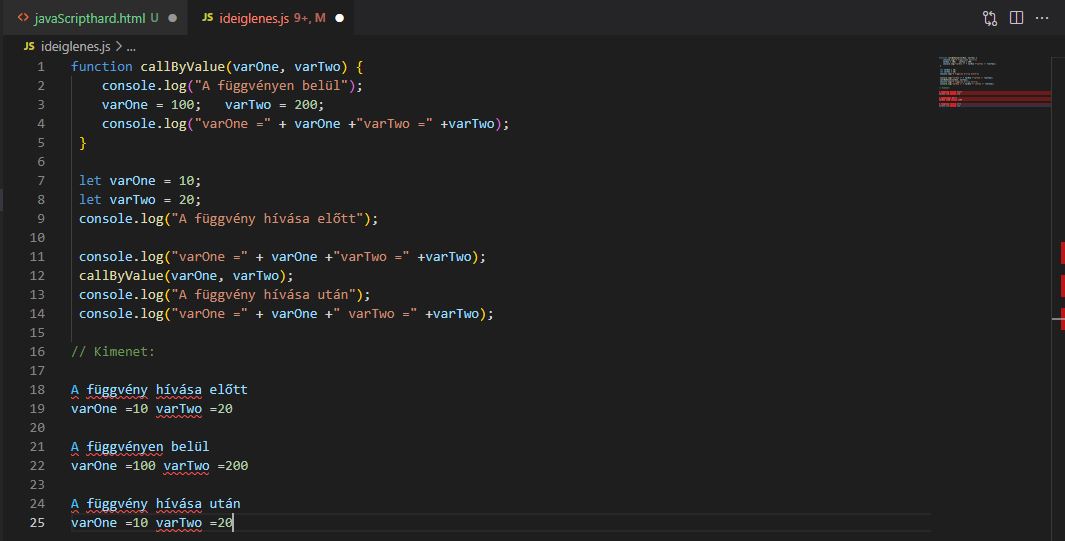 <> javaScripthard.html U ●
JS ideiglenes.js 9+, M ●
JS ideiglenes.js > ...
1 function callByValue(varOne, varTwo) {
2 console.log("A függvényen belül");
3 varOne = 100;   varTwo = 200;
4 console.log("varOne =" + varOne +"varTwo =" +varTwo);
5 }
6
7 let varOne = 10;
8 let varTwo = 20;
9 console.log("A függvény hívása előtt");
10
11 console.log("varOne =" + varOne +"varTwo =" +varTwo);
12 callByValue(varOne, varTwo);
13 console.log("A függvény hívása után");
14 console.log("varOne =" + varOne +" varTwo =" +varTwo);
15
16 // Kimenet:
17
18 A függvény hívása előtt
19 varOne =10 varTwo =20
20
21 A függvényen belül
22 varOne =100 varTwo =200
23
24 A függvény hívása után
25 varOne =10 varTwo =20